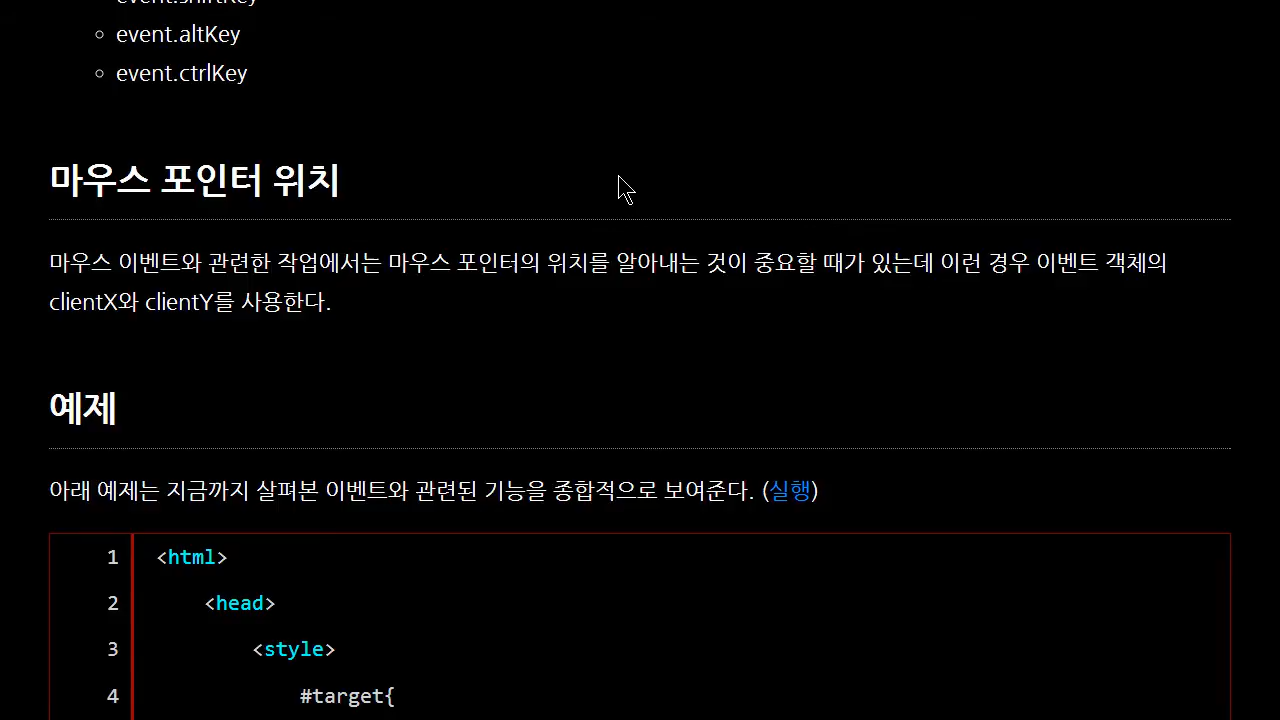 event.shiftKey
event.altKey
event.ctrlKey
마우스 포인터 위치
마우스 이벤트와 관련한 작업에서는 마우스 포인터의 위치를 알아내는 것이 중요할 때가 있는데 이런 경우 이벤트 객체의
clientX와 clientY를 사용한다.
예제
아래 예제는 지금까지 살펴본 이벤트와 관련된 기능을 종합적으로 보여준다. (실행)
1 <html>
2 <head>
3 <style>
4 #target{